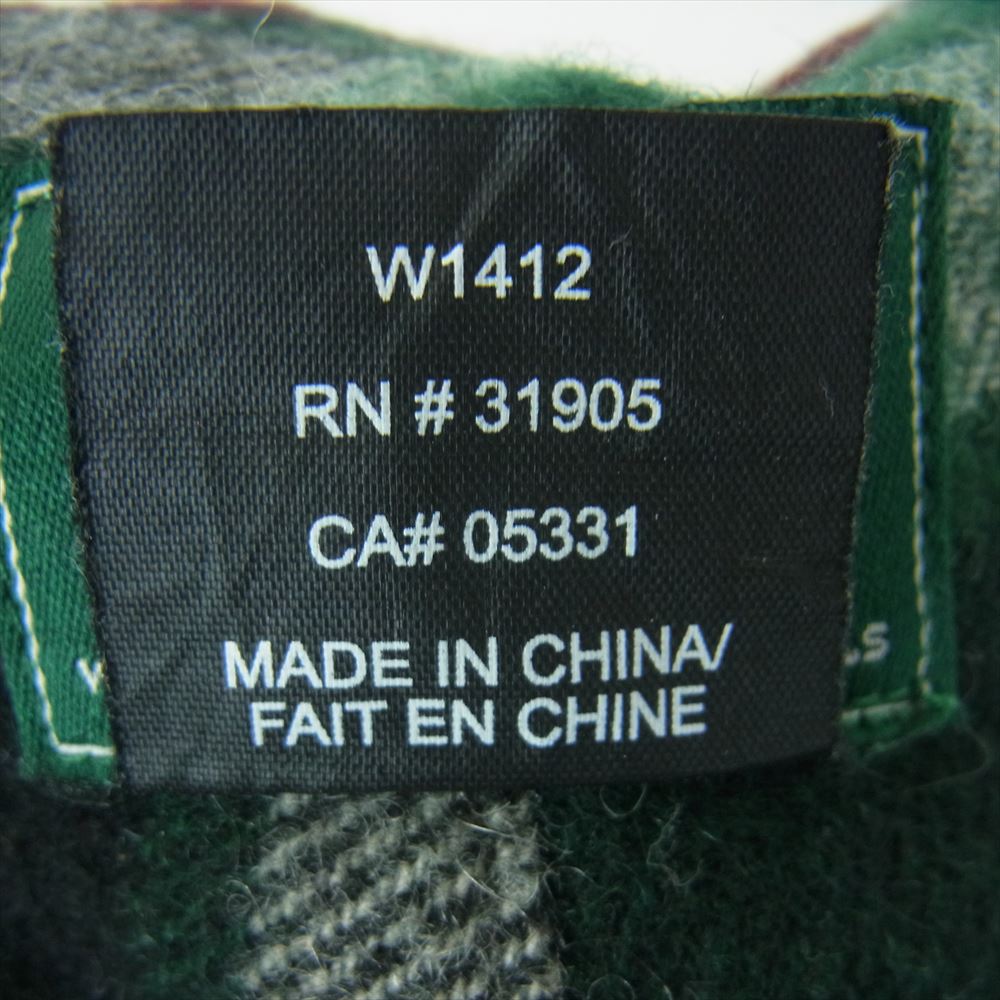 W1412
RN # 31905
CA# 05331
MADE IN CHINA/
FAIT EN CHINE